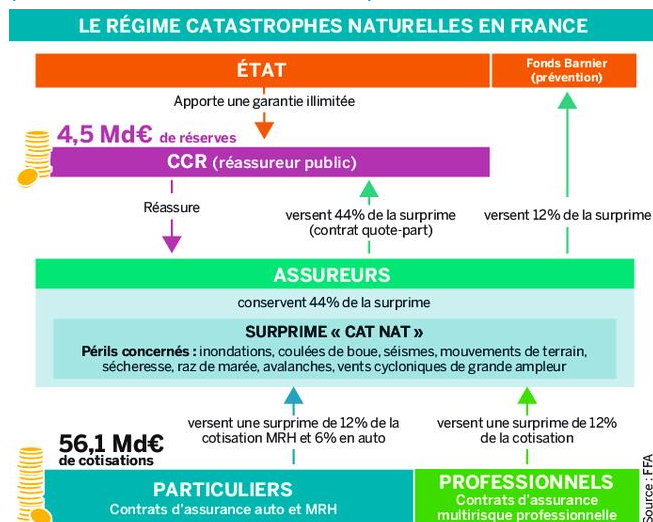 LE RÉGIME CATASTROPHES NATURELLES EN FRANCE
ÉTAT
Fonds Barnier
(prévention)
Apporte une garantie illimitée
4,5 Md€ de réserves
CCR (réassureur public)
Réassure
versent 44% de la surprime
(contrat quote-part)
versent 12% de la surprime
ASSUREURS
conservent 44% de la surprime
SURPRIME « CAT NAT »
Périls concernés : inondations, coulées de boue, séismes, mouvements de terrain,
sécheresse, raz de marée, avalanches, vents cycloniques de grande ampleur
versent une surprime de 12% de la
cotisation MRH et 6% en auto
versent une surprime de 12%
de la cotisation
56,1 Md€
de cotisations
PARTICULIERS
Contrats d'assurance auto et MRH
PROFESSIONNELS
Contrats d'assurance
multirisque professionnelle
Source : FFA